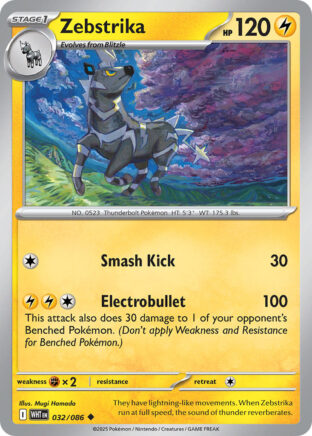 STAGE 1
Zebstrika
HP 120
Evolves from Blitzle
NO. 0523 Thunderbolt Pokémon HT: 5'3" WT: 175.3 lbs.
Smash Kick 30
Electrobullet 100
This attack also does 30 damage to 1 of your opponent's
Benched Pokémon. (Don't apply Weakness and Resistance
for Benched Pokémon.)
weakness × 2 resistance retreat
Illus. Mugi Hamada
I WHT EN 032/086
They have lightning-like movements. When Zebstrika
run at full speed, the sound of thunder reverberates.
©2025 Pokémon / Nintendo / Creatures / GAME FREAK